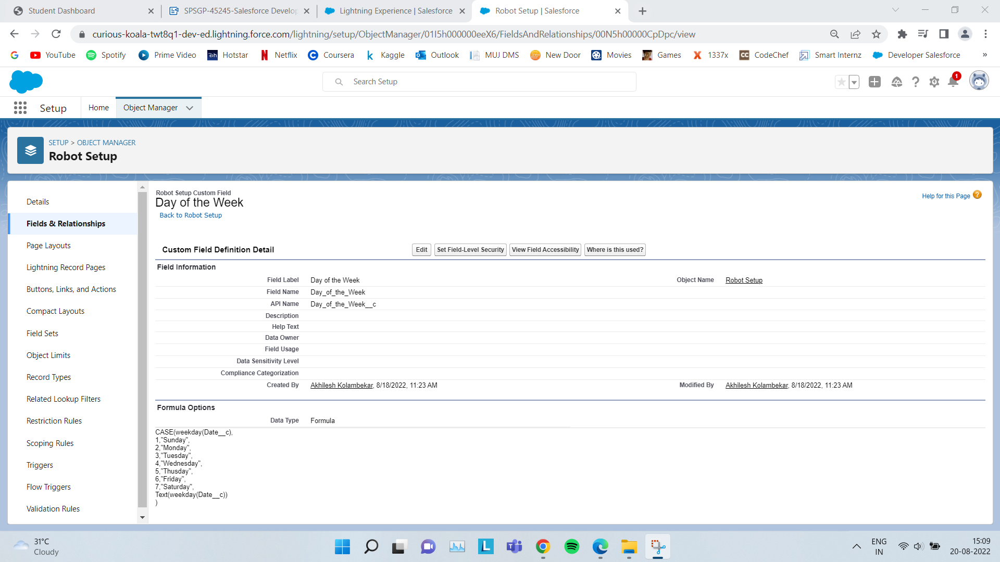 Student Dashboard
SPSGP-45245-Salesforce Develop
Lightning Experience | Salesforce
Robot Setup | Salesforce
curious-koala-twt8q1-dev-ed.lightning.force.com/lightning/setup/ObjectManager/01I5h000000eeX6/FieldsAndRelationships/00N5h00000CpDpc/view
YouTube
Spotify
Prime Video
Hotstar
Netflix
Coursera
Kaggle
Outlook
MUJ DMS
New Door
Movies
Games
1337x
CodeChef
Smart Internz
Developer Salesforce
»
Search Setup
1
Setup
Home
Object Manager
SETUP > OBJECT MANAGER
Robot Setup
Details
Fields & Relationships
Page Layouts
Lightning Record Pages
Buttons, Links, and Actions
Compact Layouts
Field Sets
Object Limits
Record Types
Related Lookup Filters
Restriction Rules
Scoping Rules
Triggers
Flow Triggers
Validation Rules
Robot Setup Custom Field
Day of the Week
Back to Robot Setup
Help for this Page ?
Custom Field Definition Detail
Edit
Set Field-Level Security
View Field Accessibility
Where is this used?
Field Information
Field Label Day of the Week Object Name Robot Setup
Field Name Day_of_the_Week
API Name Day_of_the_Week__c
Description
Help Text
Data Owner
Field Usage
Data Sensitivity Level
Compliance Categorization
Created By Akhilesh Kolambekar, 8/18/2022, 11:23 AM Modified By Akhilesh Kolambekar, 8/18/2022, 11:23 AM
Formula Options
Data Type Formula
CASE(weekday(Date__c),
1,"Sunday",
2,"Monday",
3,"Tuesday",
4,"Wednesday",
5,"Thusday",
6,"Friday",
7,"Saturday",
Text(weekday(Date__c))
)
31°C
Cloudy
ENG
IN
15:09
20-08-2022